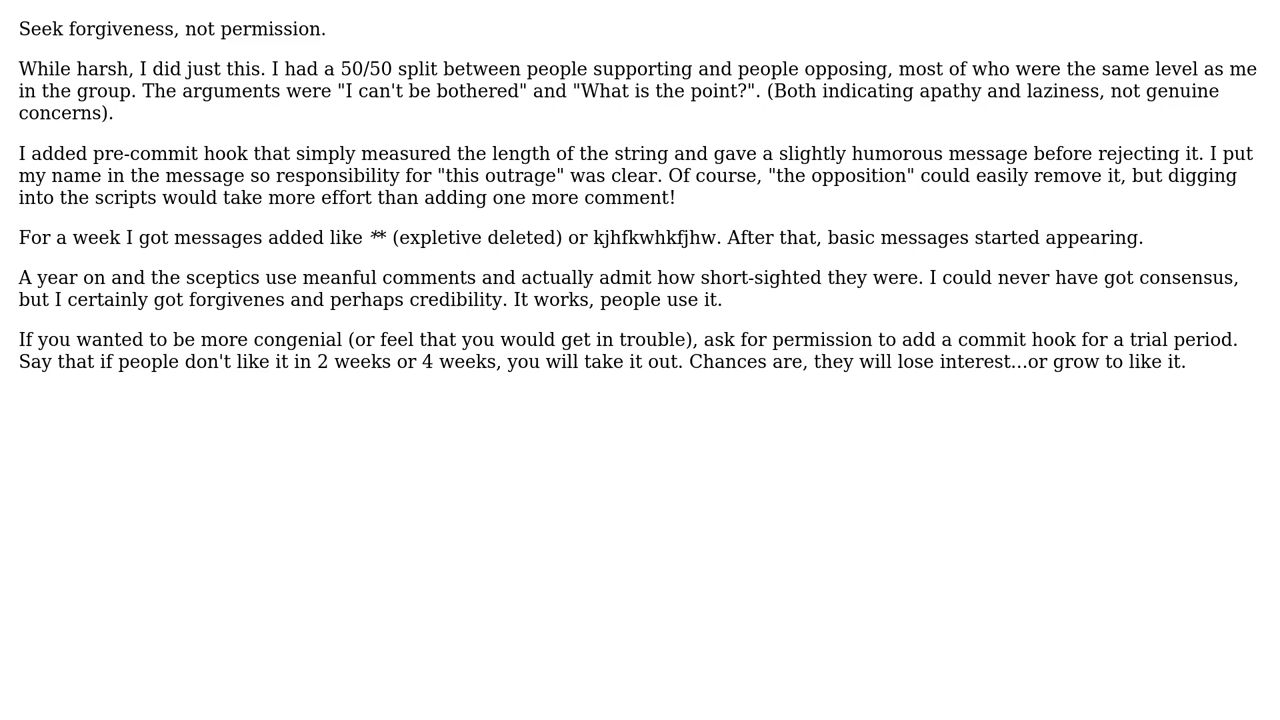 Seek forgiveness, not permission.
While harsh, I did just this. I had a 50/50 split between people supporting and people opposing, most of who were the same level as me
in the group. The arguments were "I can't be bothered" and "What is the point?". (Both indicating apathy and laziness, not genuine
concerns).
I added pre-commit hook that simply measured the length of the string and gave a slightly humorous message before rejecting it. I put
my name in the message so responsibility for "this outrage" was clear. Of course, "the opposition" could easily remove it, but digging
into the scripts would take more effort than adding one more comment!
For a week I got messages added like ** (expletive deleted) or kjhfkwhkfjhw. After that, basic messages started appearing.
A year on and the sceptics use meanful comments and actually admit how short-sighted they were. I could never have got consensus,
but I certainly got forgivenes and perhaps credibility. It works, people use it.
If you wanted to be more congenial (or feel that you would get in trouble), ask for permission to add a commit hook for a trial period.
Say that if people don't like it in 2 weeks or 4 weeks, you will take it out. Chances are, they will lose interest...or grow to like it.